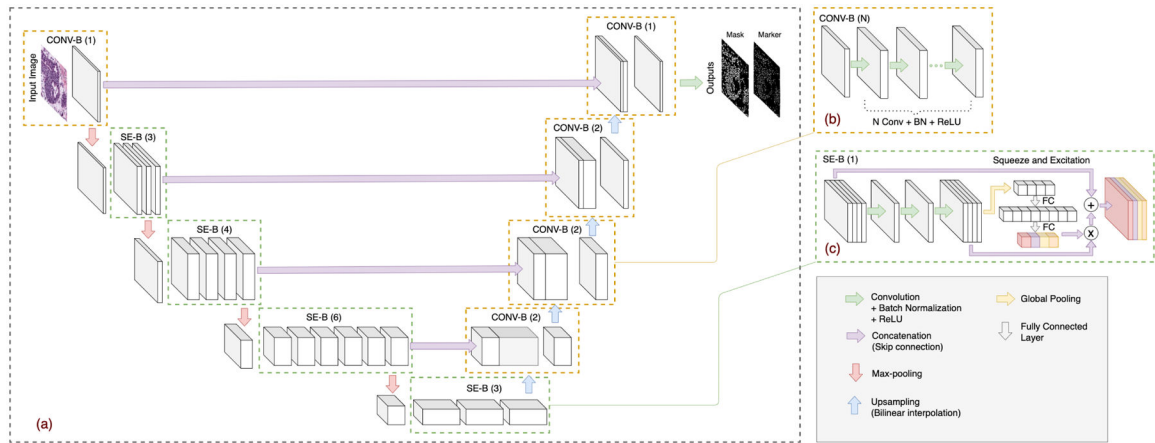 CONV-B (1)
Input Image
SE-B (3)
SE-B (4)
SE-B (6)
SE-B (3)
CONV-B (2)
CONV-B (2)
CONV-B (2)
CONV-B (1)
Outputs
Mask
Marker
(a)
CONV-B (N)
N Conv + BN + ReLU
(b)
SE-B (1)
Squeeze and Excitation
FC
FC
+
X
(c)
Convolution
+ Batch Normalization
+ ReLU
Concatenation
(Skip connection)
Max-pooling
Upsampling
(Bilinear interpolation)
Global Pooling
Fully Connected
Layer